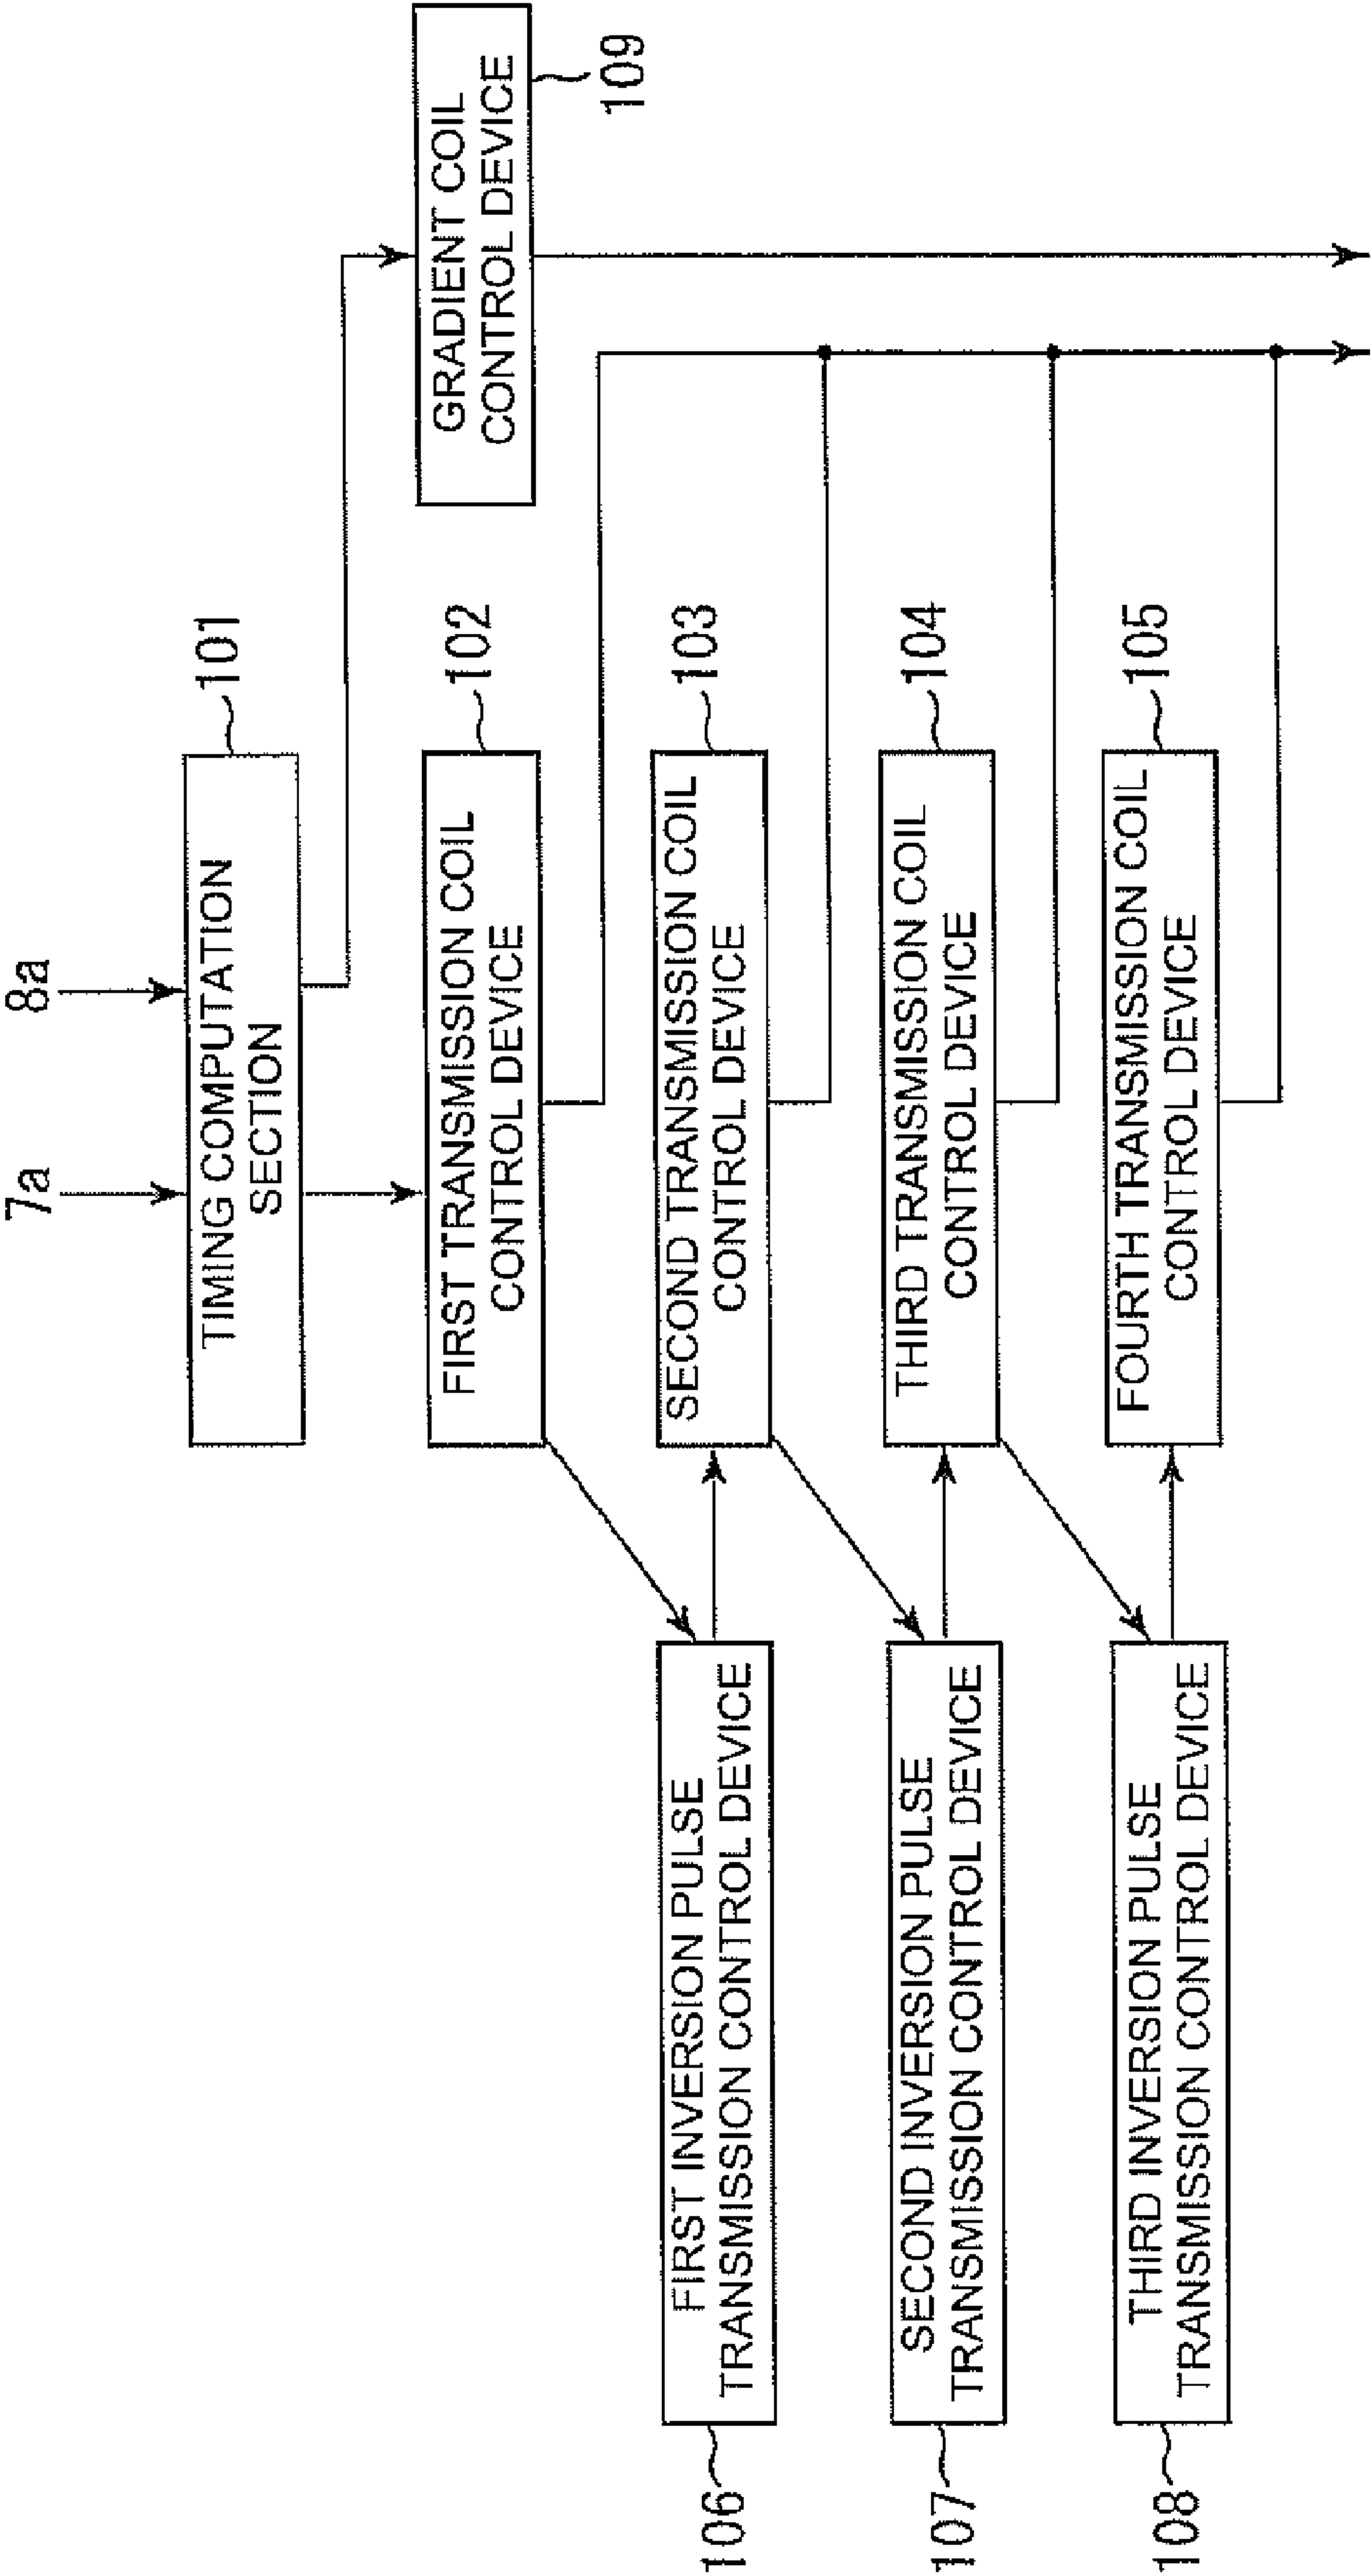 7a
8a
TIMING COMPUTATION
SECTION
101
GRADIENT COIL
CONTROL DEVICE
109
FIRST TRANSMISSION COIL
CONTROL DEVICE
102
FIRST INVERSION PULSE
TRANSMISSION CONTROL DEVICE
106
SECOND TRANSMISSION COIL
CONTROL DEVICE
103
SECOND INVERSION PULSE
TRANSMISSION CONTROL DEVICE
107
THIRD TRANSMISSION COIL
CONTROL DEVICE
104
THIRD INVERSION PULSE
TRANSMISSION CONTROL DEVICE
108
FOURTH TRANSMISSION COIL
CONTROL DEVICE
105